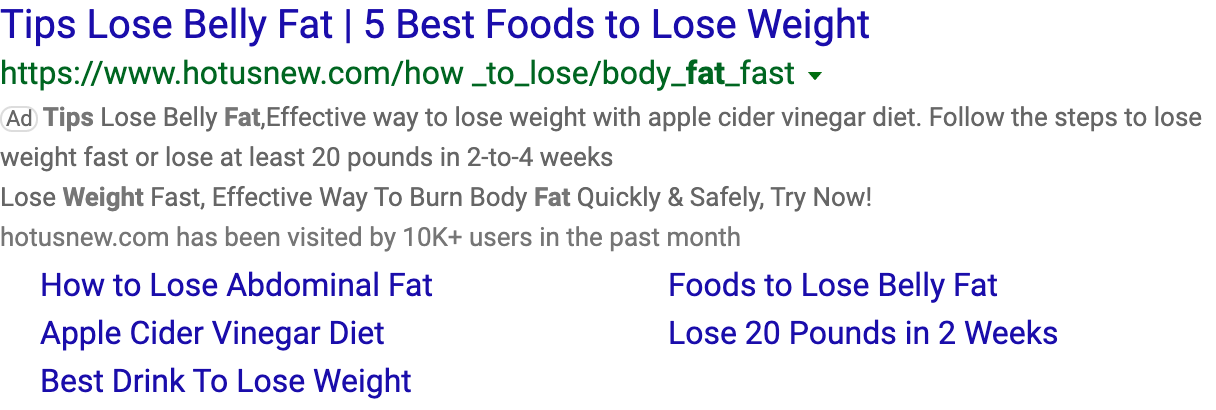 Tips Lose Belly Fat | 5 Best Foods to Lose Weight
https://www.hotusnew.com/how _to_lose/body_fat_fast
Ad Tips Lose Belly Fat,Effective way to lose weight with apple cider vinegar diet. Follow the steps to lose
weight fast or lose at least 20 pounds in 2-to-4 weeks
Lose Weight Fast, Effective Way To Burn Body Fat Quickly & Safely, Try Now!
hotusnew.com has been visited by 10K+ users in the past month
How to Lose Abdominal Fat
Foods to Lose Belly Fat
Apple Cider Vinegar Diet
Lose 20 Pounds in 2 Weeks
Best Drink To Lose Weight